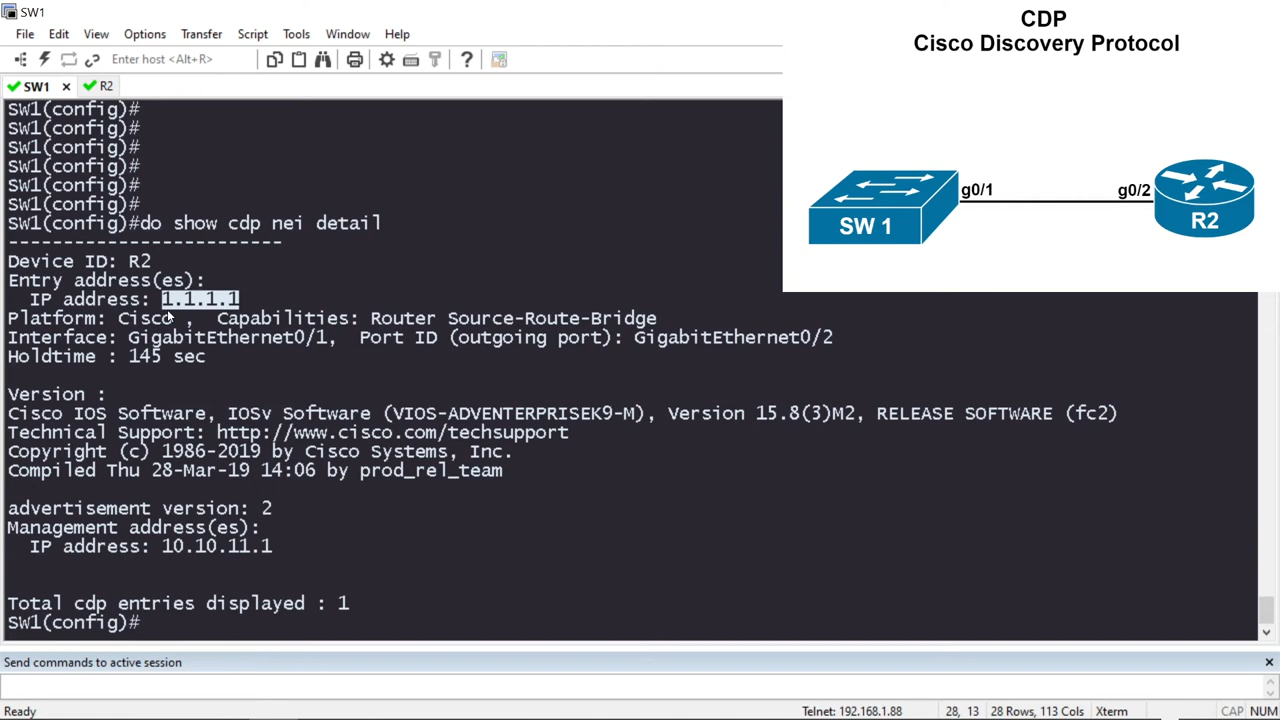 SW1
File Edit View Options Transfer Script Tools Window Help
Enter host <Alt+R>
SW1 × R2
SW1(config)#
SW1(config)#
SW1(config)#
SW1(config)#
SW1(config)#
SW1(config)#
SW1(config)#do show cdp nei detail
-------------------------
Device ID: R2
Entry address(es):
  IP address: 1.1.1.1
Platform: Cisco ,  Capabilities: Router Source-Route-Bridge
Interface: GigabitEthernet0/1,  Port ID (outgoing port): GigabitEthernet0/2
Holdtime : 145 sec
Version :
Cisco IOS Software, IOSv Software (VIOS-ADVENTERPRISEK9-M), Version 15.8(3)M2, RELEASE SOFTWARE (fc2)
Technical Support: http://www.cisco.com/techsupport
Copyright (c) 1986-2019 by Cisco Systems, Inc.
Compiled Thu 28-Mar-19 14:06 by prod_rel_team
advertisement version: 2
Management address(es):
  IP address: 10.10.11.1
Total cdp entries displayed : 1
SW1(config)#
CDP
Cisco Discovery Protocol
g0/1 g0/2
SW 1 R2
Send commands to active session ×
Ready Telnet: 192.168.1.88 28, 13 28 Rows, 113 Cols Xterm CAP NUM